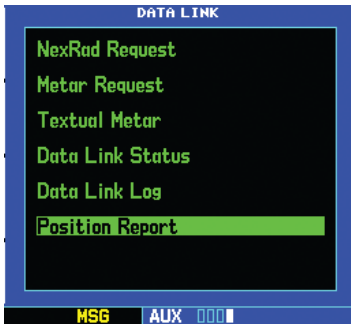 DATA LINK
NexRad Request
Metar Request
Textual Metar
Data Link Status
Data Link Log
Position Report
MSG AUX